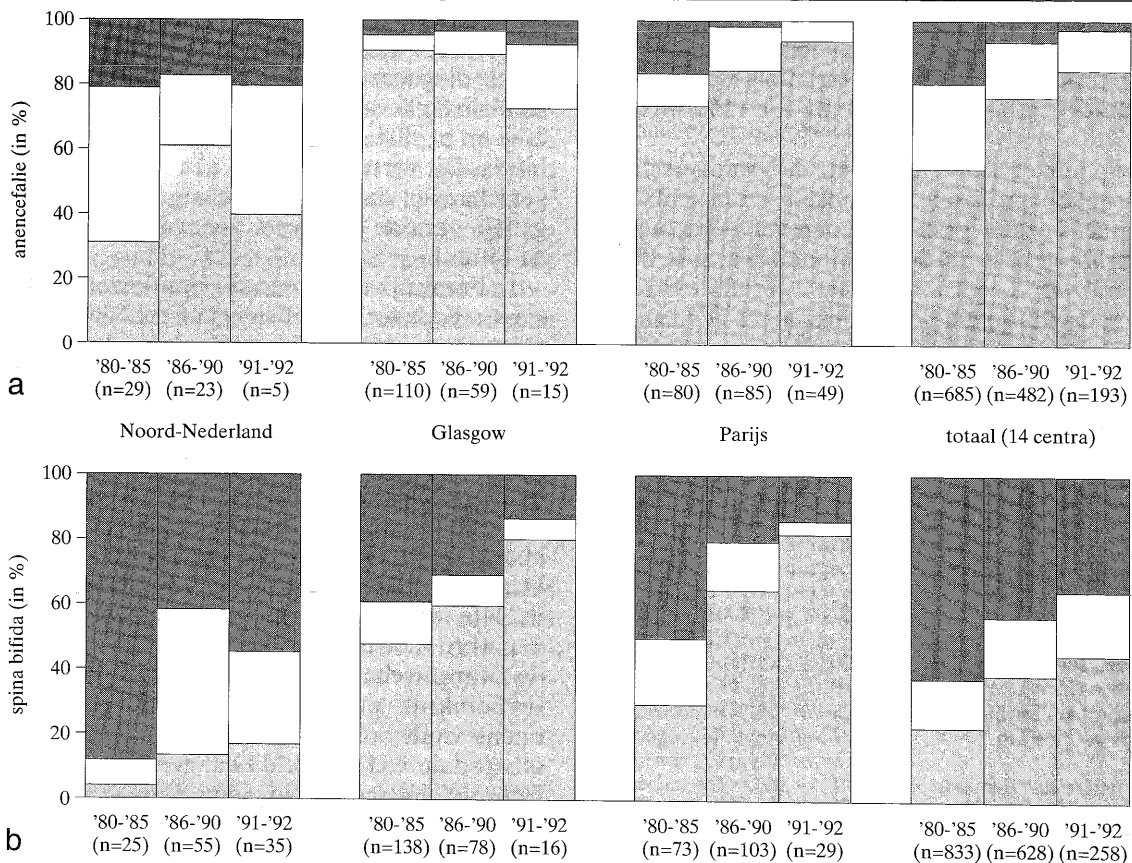 anencefalie (in %)
100
80
60
40
20
0
'80-'85 '86-'90 '91-'92 '80-'85 '86-'90 '91-'92 '80-'85 '86-'90 '91-'92 '80-'85 '86-'90 '91-'92
(n=29) (n=23) (n=5) (n=110) (n=59) (n=15) (n=80) (n=85) (n=49) (n=685) (n=482) (n=193)
a
Noord-Nederland Glasgow Parijs totaal (14 centra)
spina bifida (in %)
100
80
60
40
20
0
'80-'85 '86-'90 '91-'92 '80-'85 '86-'90 '91-'92 '80-'85 '86-'90 '91-'92 '80-'85 '86-'90 '91-'92
(n=25) (n=55) (n=35) (n=138) (n=78) (n=16) (n=73) (n=103) (n=29) (n=833) (n=628) (n=258)
b